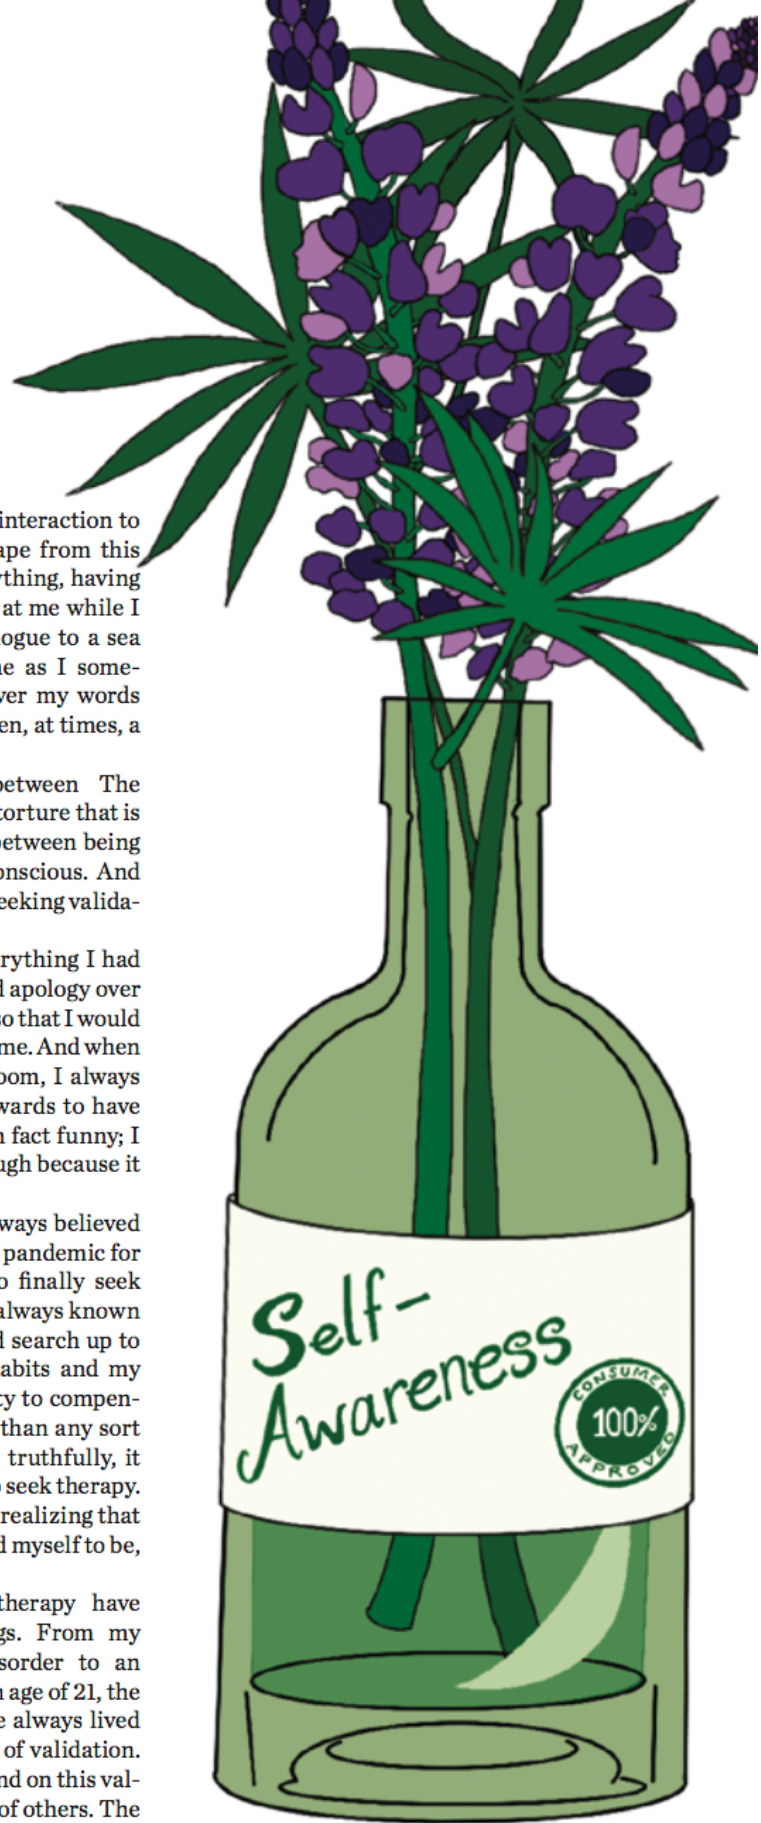 interaction to
ape from this
ything, having
at me while I
logue to a sea
me as I some-
ver my words
en, at times, a
between The
torture that is
between being
onscious. And
eeking valida-
rything I had
d apology over
so that I would
me. And when
oom, I always
wards to have
n fact funny; I
ugh because it
ways believed
pandemic for
o finally seek
always known
d search up to
abits and my
ty to compen-
than any sort
truthfully, it
o seek therapy.
realizing that
d myself to be,
therapy have
gs. From my
sorder to an
n age of 21, the
e always lived
of validation.
nd on this val-
of others. The
Self-
Awareness
CONSUMER
100%
APPROVED